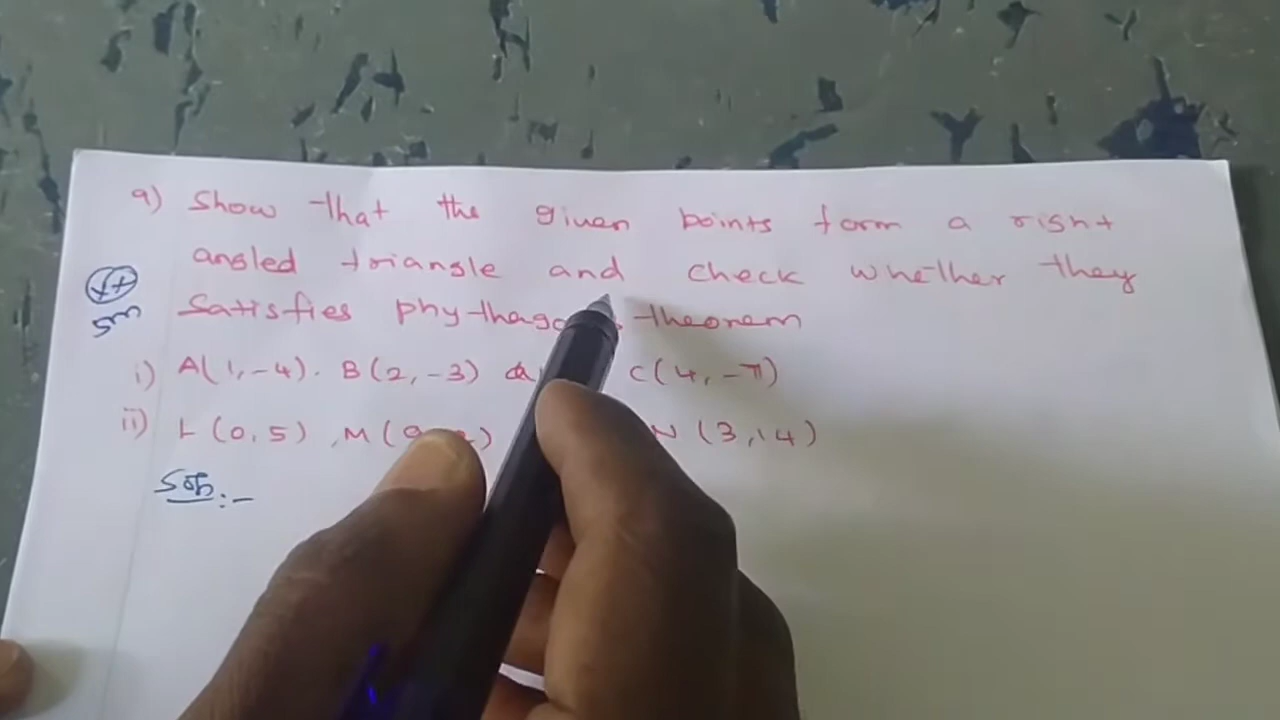 9) Show that the given points form a right
angled triangle and check whether they
satisfies theorem
5m
i) A(1,-4). B(2,-3) C(4,-7)
ii) L(0,5) ,M( N(3,14)
Soln:-